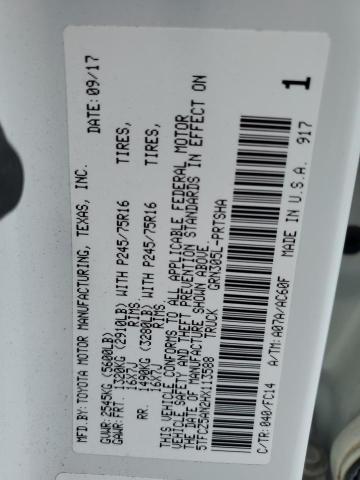 MFD. BY: TOYOTA MOTOR MANUFACTURING, TEXAS, INC. DATE: 09/17
GVWR: 2545KG (5600LB)
GAWR: FRT. 1320KG (2910LB) WITH P245/75R16 TIRES,
16X7J RIMS,
RR. 1490KG (3280LB) WITH P245/75R16 TIRES,
16X7J RIMS.
THIS VEHICLE CONFORMS TO ALL APPLICABLE FEDERAL MOTOR
VEHICLE SAFETY AND THEFT PREVENTION STANDARDS IN EFFECT ON
THE DATE OF MANUFACTURE SHOWN ABOVE.
5TFCZ5AN2HX113588 TRUCK GRN305L-PRTSHA
C/TR: 040/FC14 A/TM: A07A/AC60F MADE IN U.S.A. 917
1